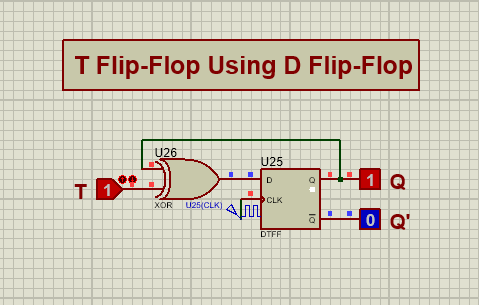 T Flip-Flop Using D Flip-Flop
U26
U25
T
1
XOR
U25(CLK)
D
Q
CLK
Q
DTFF
1
Q
0
Q'